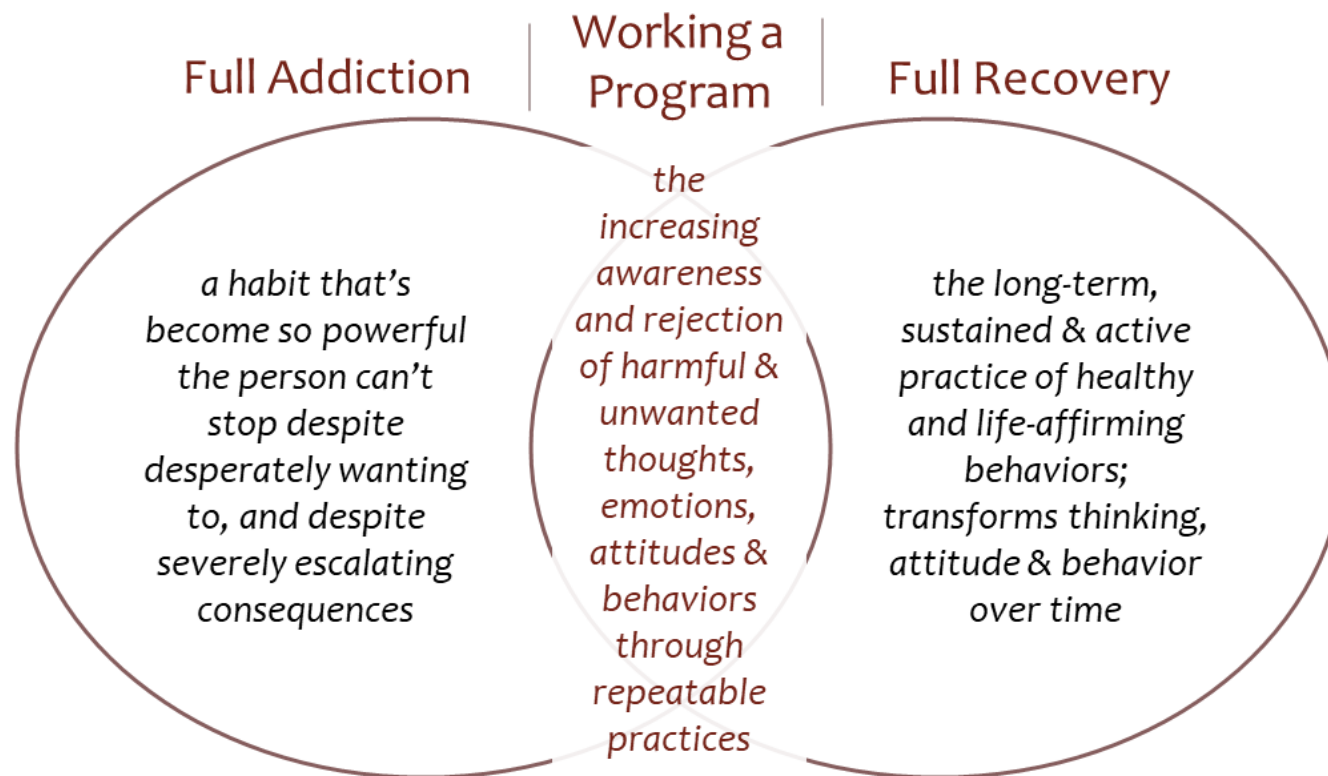 Full Addiction
Working a
Program
Full Recovery
a habit that’s
become so powerful
the person can’t
stop despite
desperately wanting
to, and despite
severely escalating
consequences
the
increasing
awareness
and rejection
of harmful &
unwanted
thoughts,
emotions,
attitudes &
behaviors
through
repeatable
practices
the long-term,
sustained & active
practice of healthy
and life-affirming
behaviors;
transforms thinking,
attitude & behavior
over time